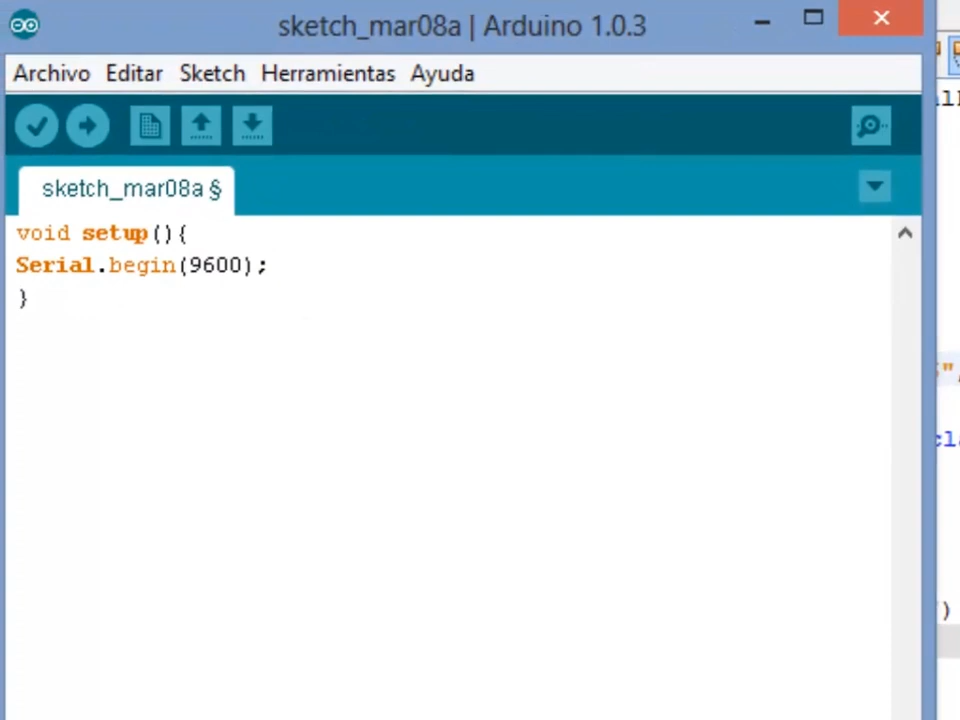 sketch_mar08a | Arduino 1.0.3
Archivo Editar Sketch Herramientas Ayuda
sketch_mar08a §
void setup(){
Serial.begin(9600);
}